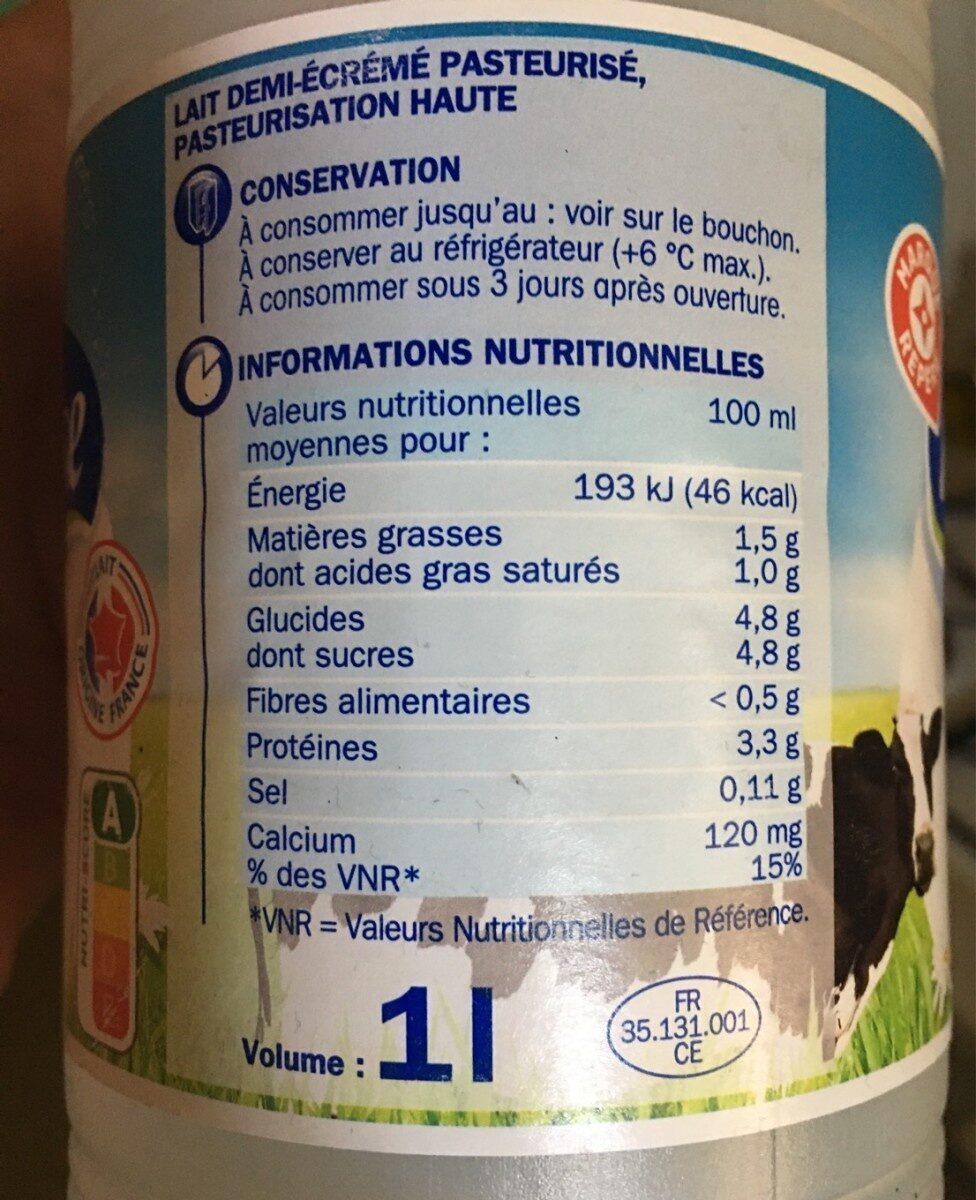 LAIT DEMI-ÉCRÉMÉ PASTEURISÉ,
PASTEURISATION HAUTE
CONSERVATION
À consommer jusqu'au : voir sur le bouchon.
À conserver au réfrigérateur (+6 °C max.).
À consommer sous 3 jours après ouverture.
INFORMATIONS NUTRITIONNELLES
Valeurs nutritionnelles 100 ml
moyennes pour :
Énergie 193 kJ (46 kcal)
Matières grasses 1,5 g
dont acides gras saturés 1,0 g
Glucides 4,8 g
dont sucres 4,8 g
Fibres alimentaires < 0,5 g
Protéines 3,3 g
Sel 0,11 g
Calcium 120 mg
% des VNR* 15%
*VNR = Valeurs Nutritionnelles de Référence.
Volume : 1l
FR
35.131.001
CE
FRANCE
NUTRI-SCORE
A
B
D